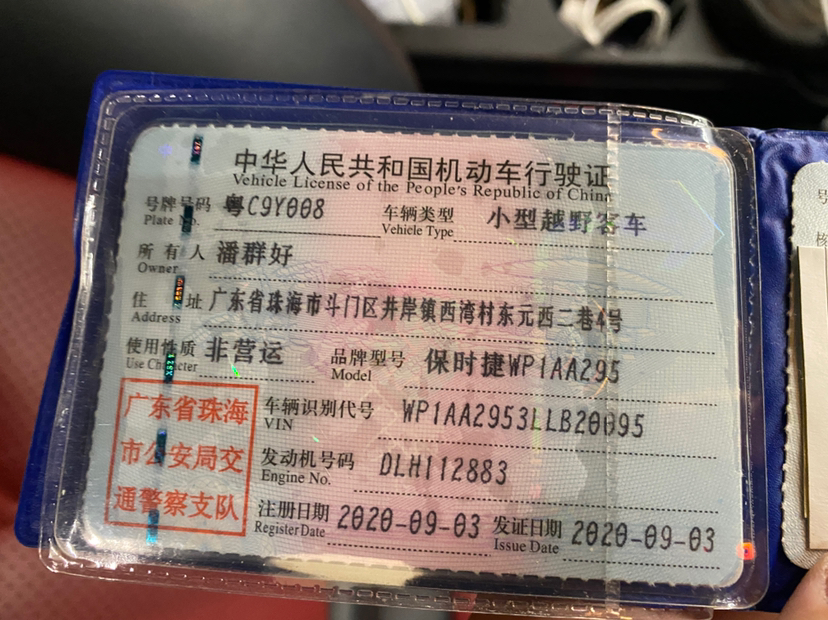 中华人民共和国机动车行驶证
Vehicle License of the People's Republic of China
号牌号码 粤C9Y008 车辆类型 小型越野客车
Plate No. Vehicle Type
所有人 潘群好
Owner
住址 广东省珠海市斗门区井岸镇西湾村东元西二巷4号
Address
使用性质 非营运 品牌型号 保时捷WP1AA295
Use Character Model
广东省珠海
市公安局交
通警察支队
车辆识别代号 WP1AA2953LLB20095
VIN
发动机号码 DLH112883
Engine No.
注册日期 2020-09-03 发证日期 2020-09-03
Register Date Issue Date
号
核